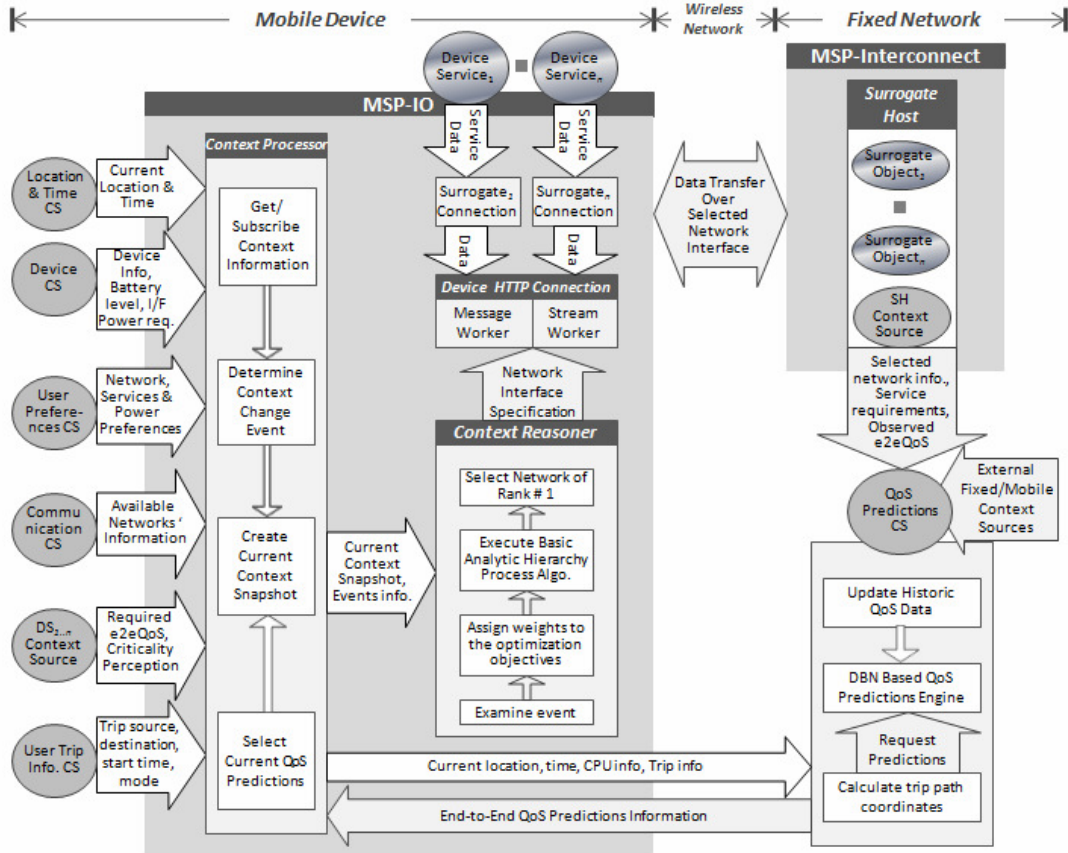 Mobile Device
Wireless
Network
Fixed Network
MSP-IO
Device
Service1
Device
Servicen
Service
Data
Service
Data
Surrogate2
Connection
Surrogaten
Connection
Data
Data
Device HTTP Connection
Message
Worker
Stream
Worker
Network
Interface
Specification
Context Reasoner
Select Network of
Rank # 1
Execute Basic
Analytic Hierarchy
Process Algo.
Assign weights to
the optimization
objectives
Examine event
Context Processor
Get/
Subscribe
Context
Information
Determine
Context
Change
Event
Create
Current
Context
Snapshot
Select
Current QoS
Predictions
Location
& Time
CS
Current
Location &
Time
Device
CS
Device
Info,
Battery
level, I/F
Power req.
User
Prefere-
nces CS
Network,
Services &
Power
Preferences
Commu
nication
CS
Available
Networks '
Information
DS2...n
Context
Source
Required
e2eQoS,
Criticality
Perception
User Trip
Info. CS
Trip source,
destination,
start time,
mode
Current
Context
Snapshot,
Events info.
Data Transfer
Over
Selected
Network
Interface
MSP-Interconnect
Surrogate
Host
Surrogate
Object2
Surrogate
Objectn
SH
Context
Source
Selected
network info.,
Service
requirements,
Observed
e2eQoS
QoS
Predictions
CS
External
Fixed/Mobile
Context
Sources
Update Historic
QoS Data
DBN Based QoS
Predictions Engine
Request
Predictions
Calculate trip path
coordinates
Current location, time, CPU info, Trip info
End-to-End QoS Predictions Information